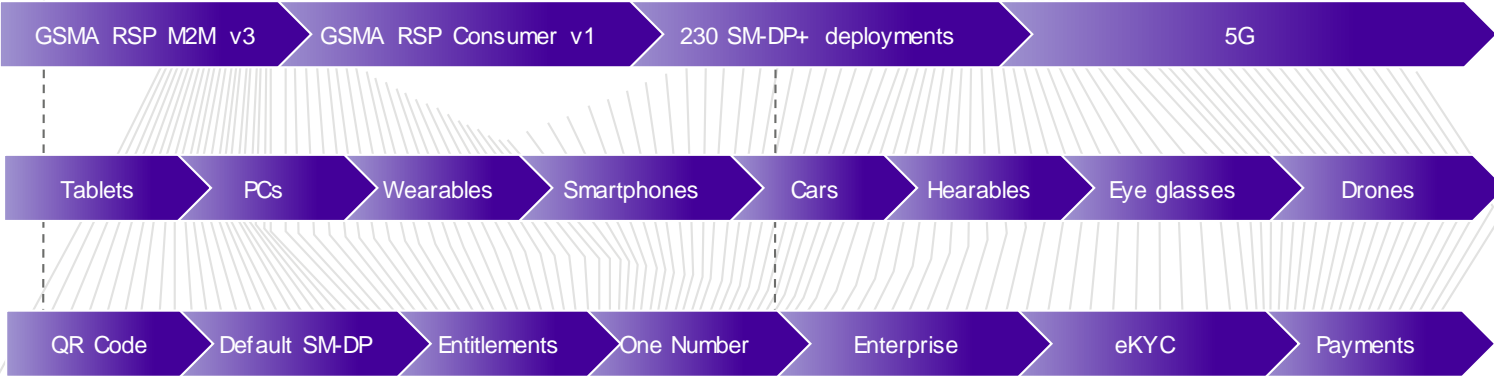 GSMA RSP M2M v3
GSMA RSP Consumer v1
230 SM-DP+ deployments
5G
Tablets
PCs
Wearables
Smartphones
Cars
Hearables
Eye glasses
Drones
QR Code
Default SM-DP
Entitlements
One Number
Enterprise
eKYC
Payments